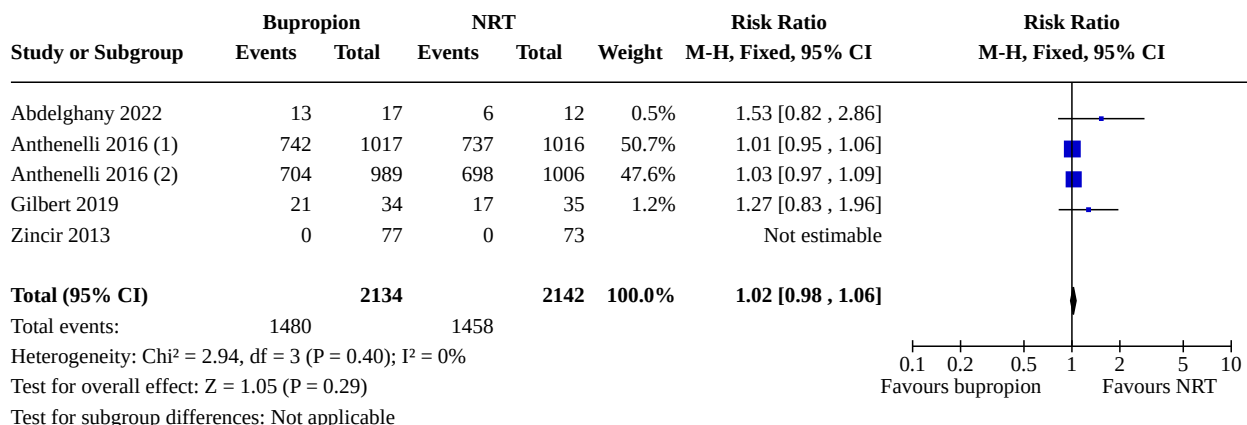 Bupropion NRT Risk Ratio Risk Ratio
Study or Subgroup Events Total Events Total Weight M-H, Fixed, 95% CI M-H, Fixed, 95% CI
Abdelghany 2022 13 17 6 12 0.5% 1.53 [0.82 , 2.86]
Anthenelli 2016 (1) 742 1017 737 1016 50.7% 1.01 [0.95 , 1.06]
Anthenelli 2016 (2) 704 989 698 1006 47.6% 1.03 [0.97 , 1.09]
Gilbert 2019 21 34 17 35 1.2% 1.27 [0.83 , 1.96]
Zincir 2013 0 77 0 73 Not estimable
Total (95% CI) 2134 2142 100.0% 1.02 [0.98 , 1.06]
Total events: 1480 1458
Heterogeneity: Chi² = 2.94, df = 3 (P = 0.40); I² = 0%
0.1 0.2 0.5 1 2 5 10
Test for overall effect: Z = 1.05 (P = 0.29) Favours bupropion Favours NRT
Test for subgroup differences: Not applicable